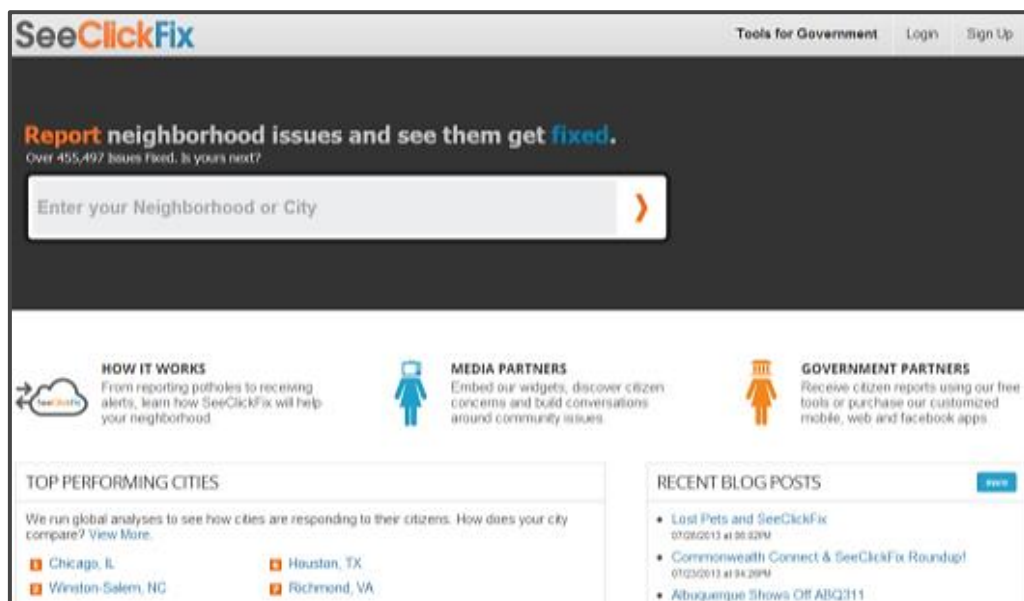 SeeClickFix
Tools for Government Login Sign Up
Report neighborhood issues and see them get fixed.
Over 455,497 Issues Fixed. Is yours next?
Enter your Neighborhood or City
HOW IT WORKS
From reporting potholes to receiving
alerts, learn how SeeClickFix will help
your neighborhood
MEDIA PARTNERS
Embed our widgets, discover citizen
concerns and build conversations
around community issues
GOVERNMENT PARTNERS
Receive citizen reports using our free
tools or purchase our customized
mobile, web and facebook apps
SeeClickFix
TOP PERFORMING CITIES
We run global analyses to see how cities are responding to their citizens. How does your city
compare? View More.
1 Chicago, IL
2 Winston-Salem, NC
Houston, TX
Richmond, VA
RECENT BLOG POSTS
more
Lost Pets and SeeClickFix
Commonwealth Connect & SeeClickFix Roundup!
Albuquerque Shows Off ABQ311